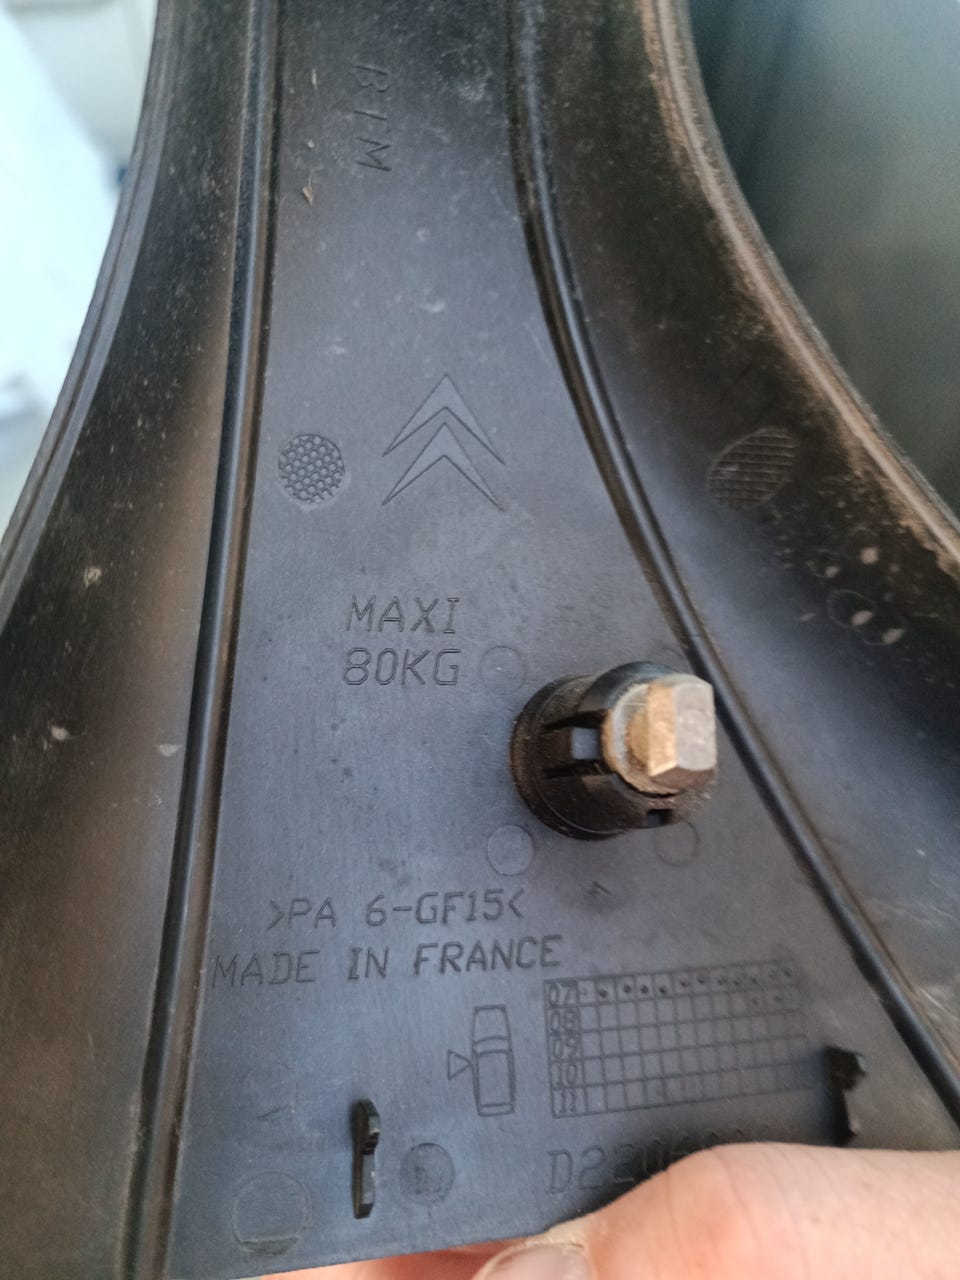 BTM
MAXI
80KG
>PA 6-GF15<
MADE IN FRANCE
07
08
09
10
11